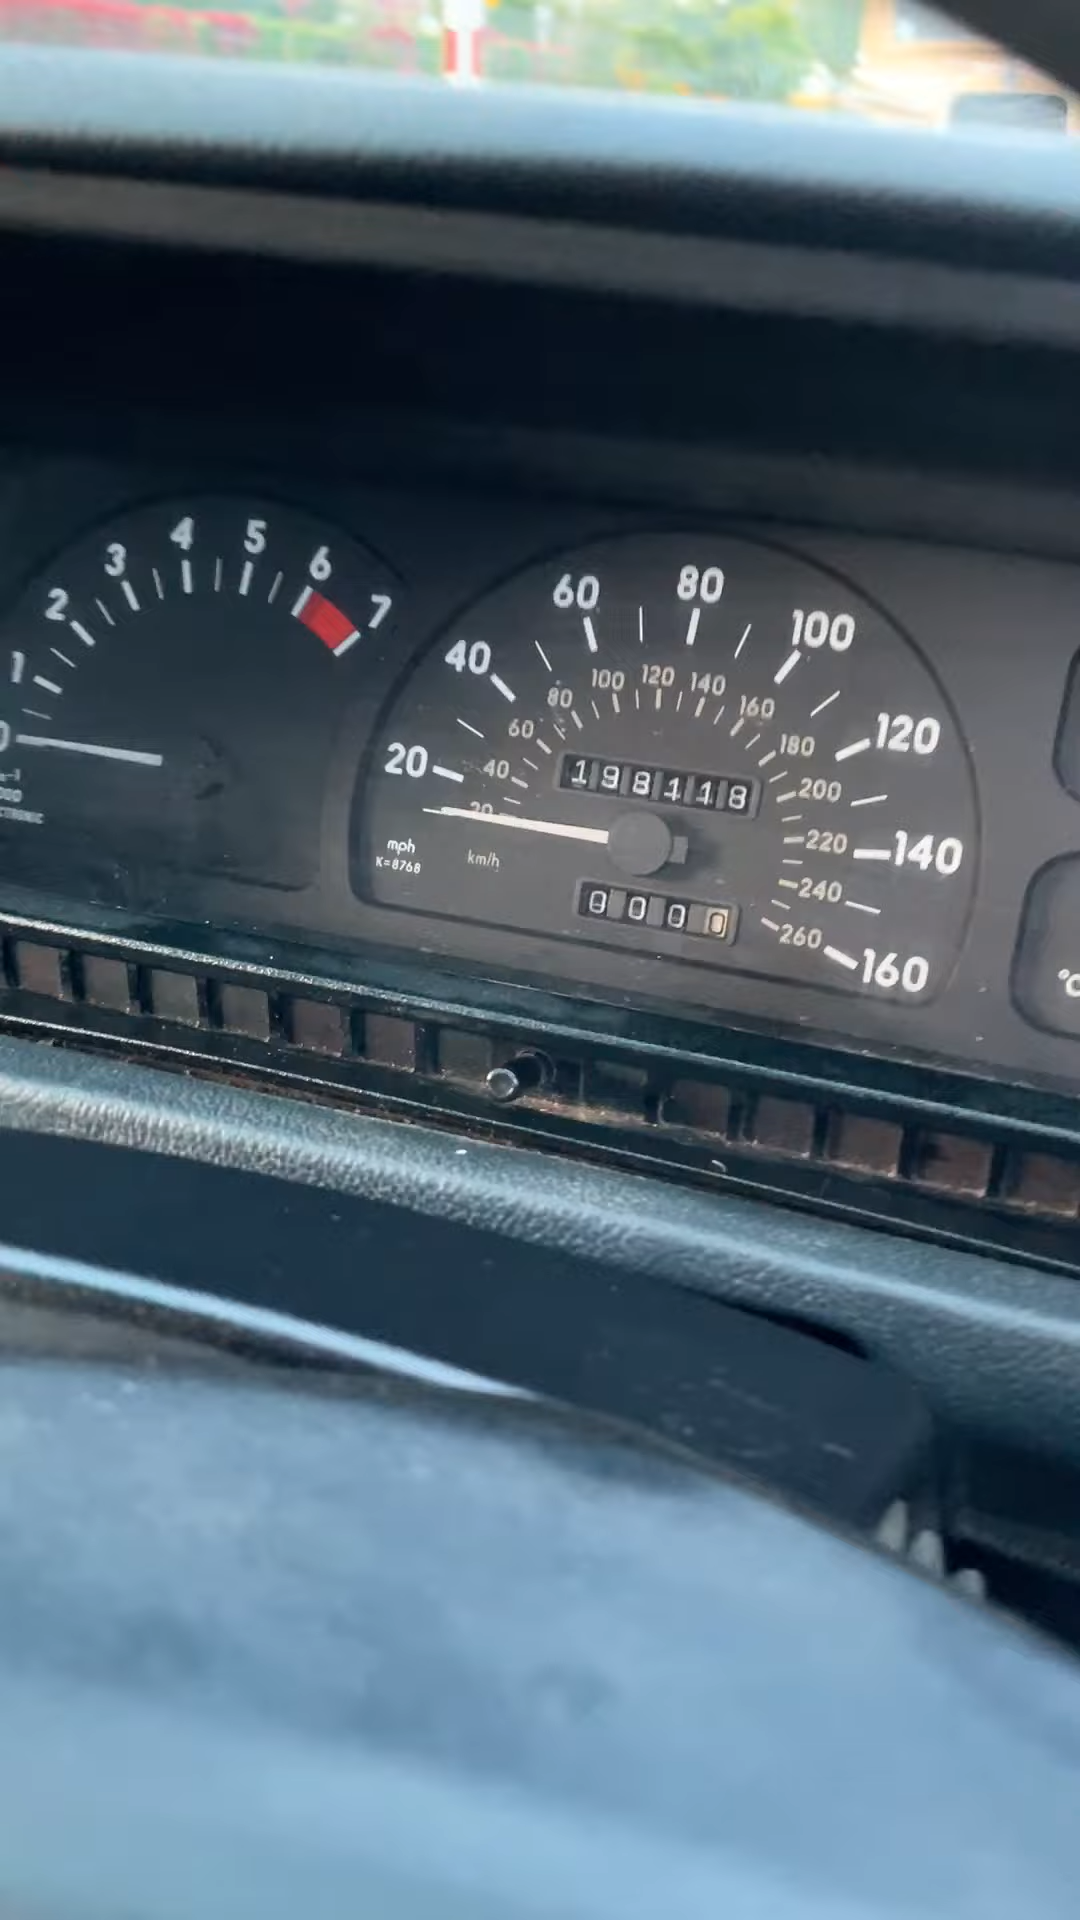 0 1 2 3 4 5 6 7
20 40 60 80 100 120 140 160
20 40 60 80 100 120 140 160 180 200 220 240 260
198118
mph
km/h
K=8768
0000
°C